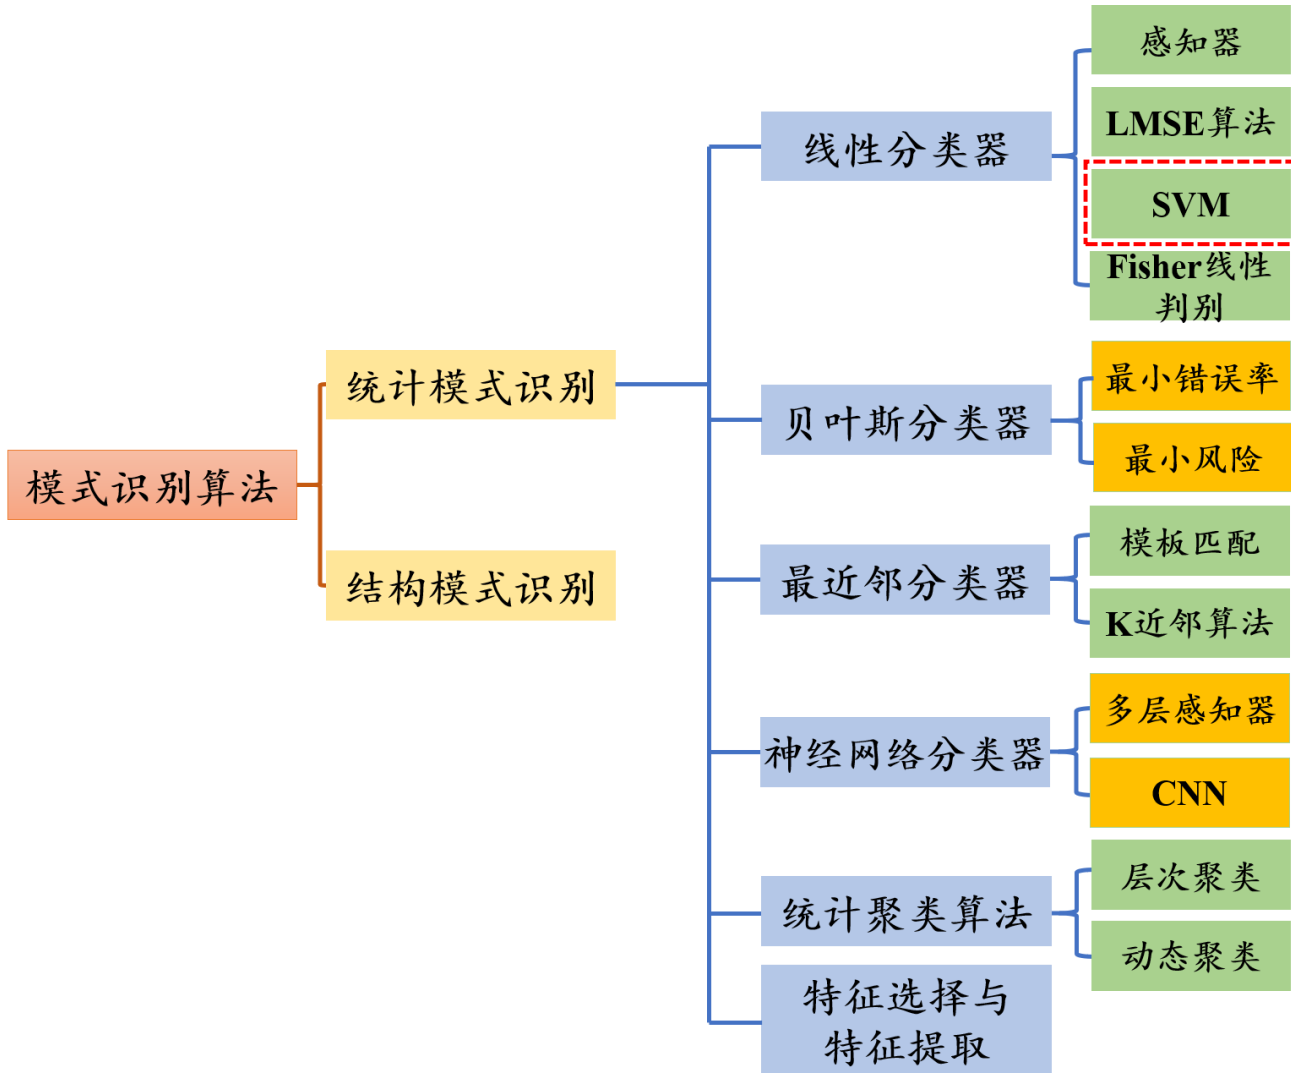 模式识别算法
统计模式识别
结构模式识别
线性分类器
感知器
LMSE算法
SVM
Fisher线性
判别
贝叶斯分类器
最小错误率
最小风险
最近邻分类器
模板匹配
K近邻算法
神经网络分类器
多层感知器
CNN
统计聚类算法
层次聚类
动态聚类
特征选择与
特征提取